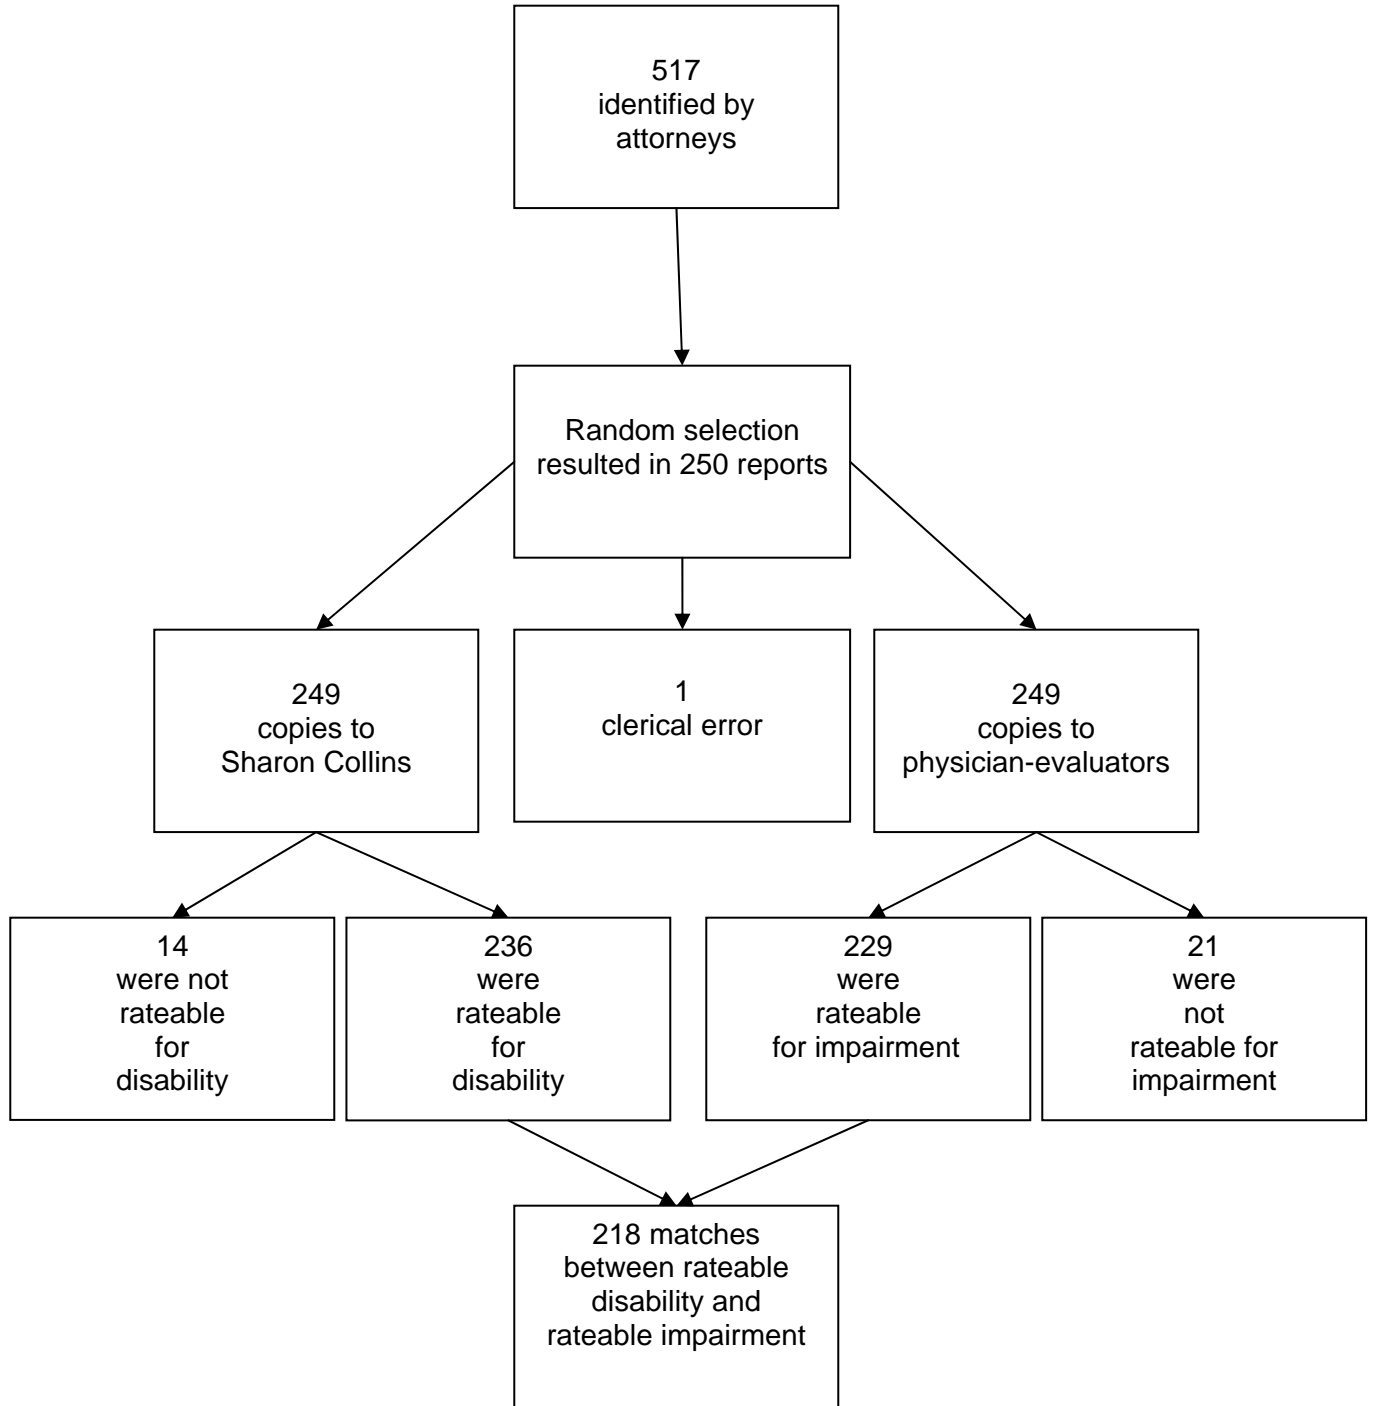 517
identified by
attorneys
Random selection
resulted in 250 reports
249
copies to
Sharon Collins
1
clerical error
249
copies to
physician-evaluators
14
were not
rateable
for
disability
236
were
rateable
for
disability
229
were
rateable
for impairment
21
were
not
rateable for
impairment
218 matches
between rateable
disability and
rateable impairment